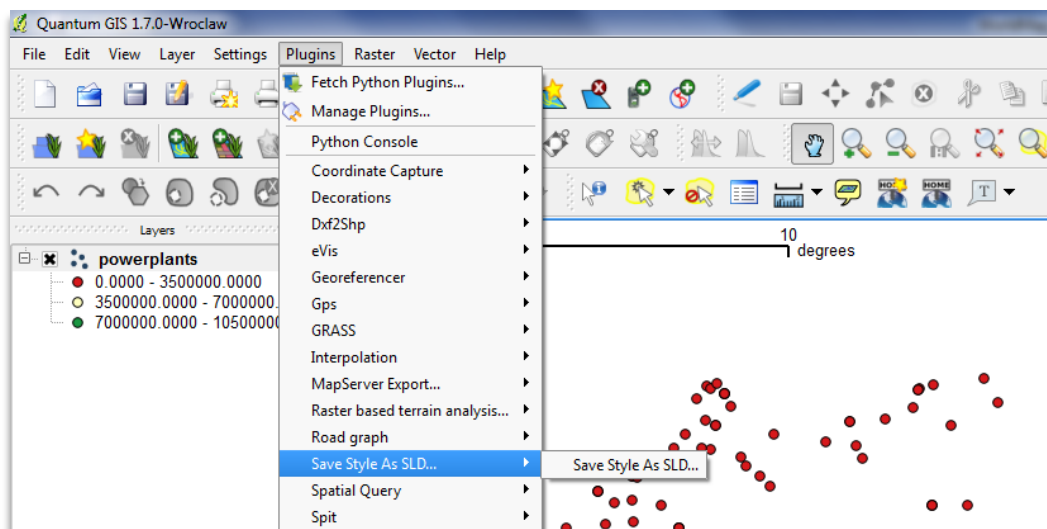 Quantum GIS 1.7.0-Wroclaw
File Edit View Layer Settings Plugins Raster Vector Help
Fetch Python Plugins...
Manage Plugins...
Python Console
Coordinate Capture
Decorations
Dxf2Shp
eVis
Georeferencer
Gps
GRASS
Interpolation
MapServer Export...
Raster based terrain analysis...
Road graph
Save Style As SLD...
Save Style As SLD...
Spatial Query
Spit
HOME
T
Layers
powerplants
0.0000 - 3500000.0000
3500000.0000 - 7000000.
7000000.0000 - 1050000
10
degrees